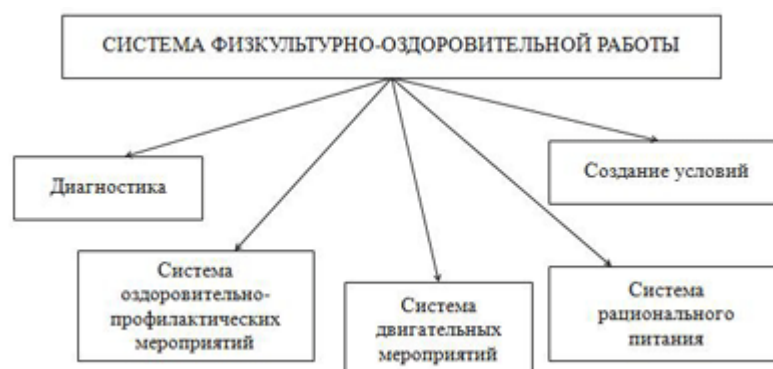 СИСТЕМА ФИЗКУЛЬТУРНО-ОЗДОРОВИТЕЛЬНОЙ РАБОТЫ
Диагностика
Создание условий
Система
оздоровительно-
профилактических
мероприятий
Система
двигательных
мероприятий
Система
рационального
питания